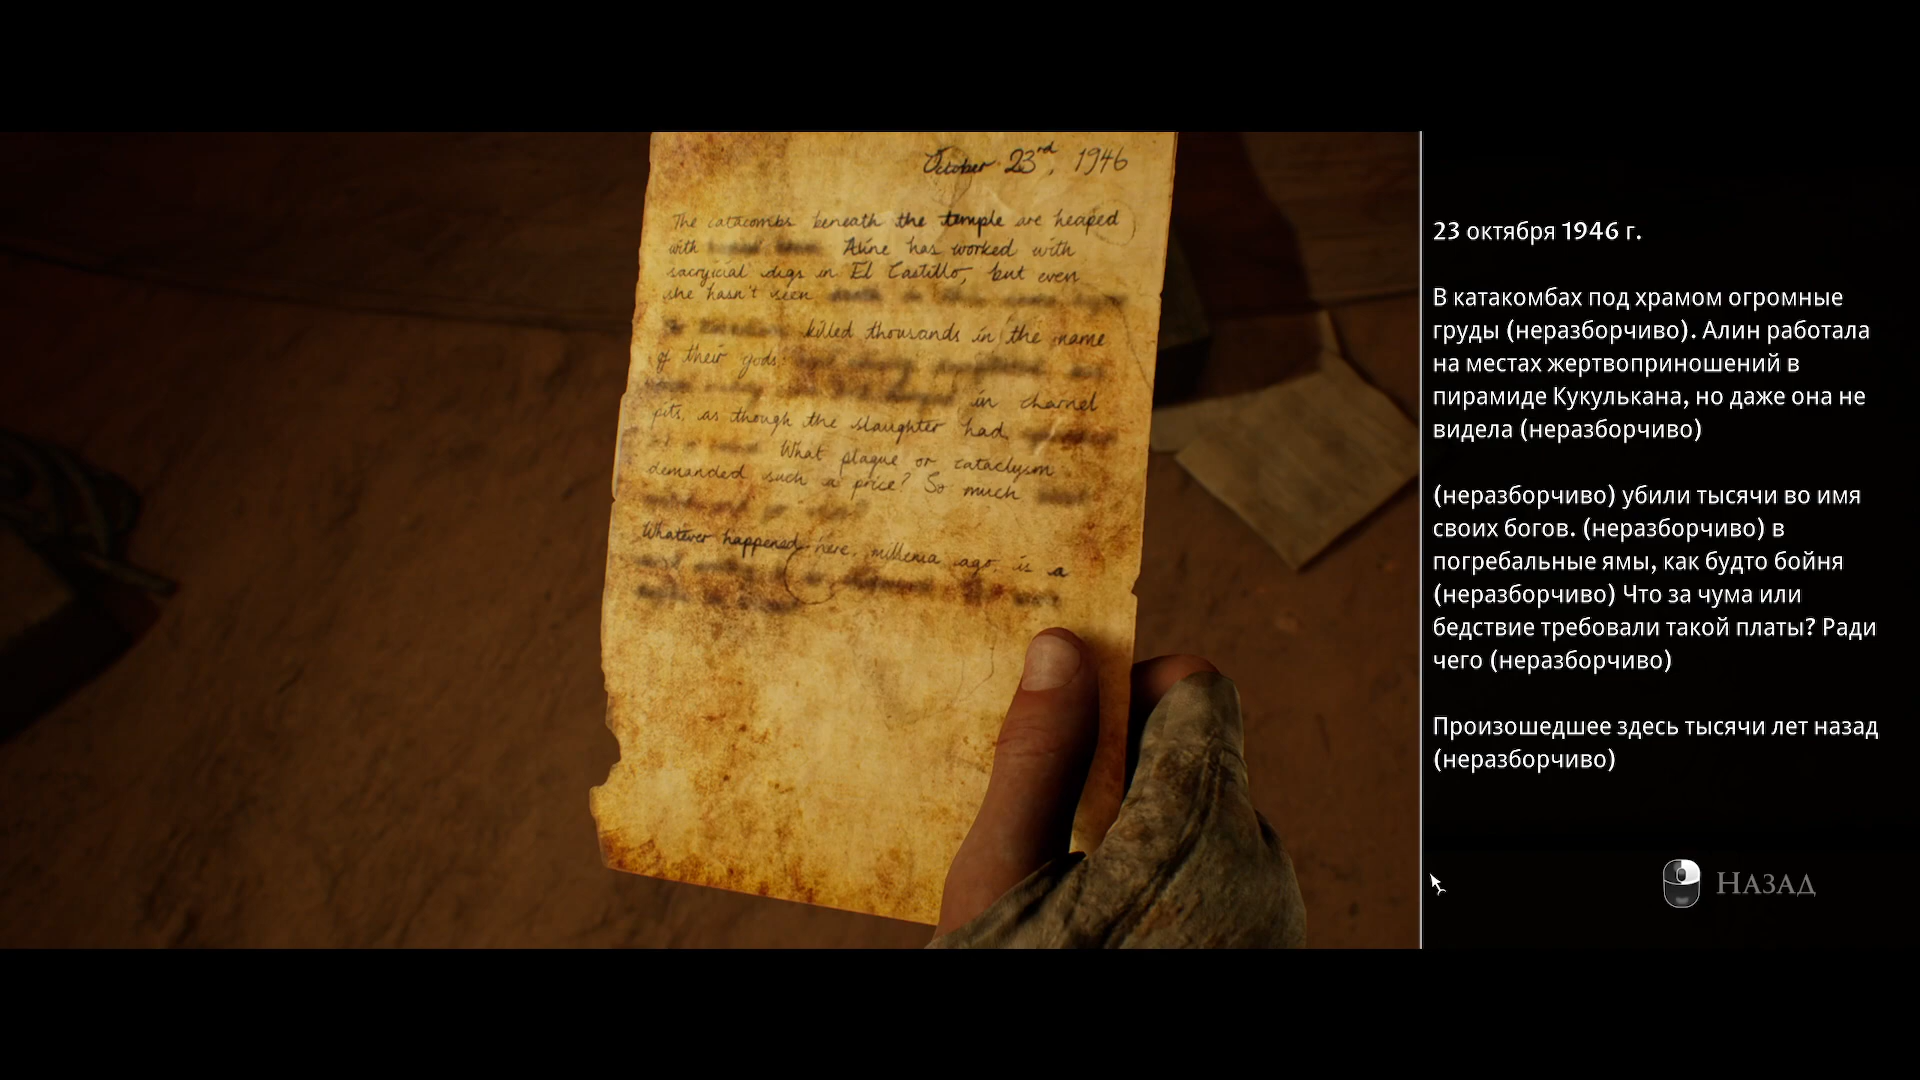 October 23rd, 1946
The catacombs beneath the temple are heaped
with
Aline has worked with
sacrificial digs in El Castillo, but even
she hasn't seen
killed thousands in the name
of their gods.
in charnel
pits, as though the slaughter had
What plague or cataclysm
demanded such a price? So much
Whatever happened here, millenia ago, is a
23 октября 1946 г.
В катакомбах под храмом огромные
груды (неразборчиво). Алин работала
на местах жертвоприношений в
пирамиде Кукулькана, но даже она не
видела (неразборчиво)
(неразборчиво) убили тысячи во имя
своих богов. (неразборчиво) в
погребальные ямы, как будто бойня
(неразборчиво) Что за чума или
бедствие требовали такой платы? Ради
чего (неразборчиво)
Произошедшее здесь тысячи лет назад
(неразборчиво)
Назад